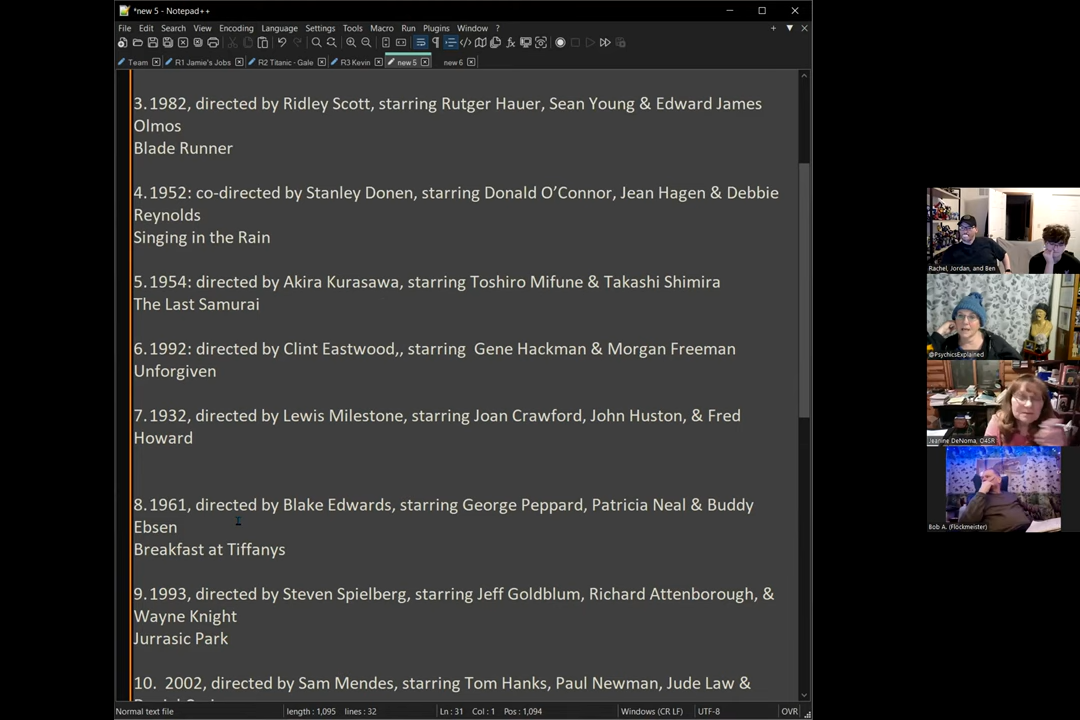 *new 5 - Notepad++
File Edit Search View Encoding Language Settings Tools Macro Run Plugins Window ?
Team R1 Jamie's Jobs R2 Titanic - Gale R3 Kevin new 5 new 6
3.1982, directed by Ridley Scott, starring Rutger Hauer, Sean Young & Edward James
Olmos
Blade Runner
4.1952: co-directed by Stanley Donen, starring Donald O’Connor, Jean Hagen & Debbie
Reynolds
Singing in the Rain
5.1954: directed by Akira Kurasawa, starring Toshiro Mifune & Takashi Shimira
The Last Samurai
6.1992: directed by Clint Eastwood,, starring  Gene Hackman & Morgan Freeman
Unforgiven
7.1932, directed by Lewis Milestone, starring Joan Crawford, John Huston, & Fred
Howard
8.1961, directed by Blake Edwards, starring George Peppard, Patricia Neal & Buddy
Ebsen
Breakfast at Tiffanys
9.1993, directed by Steven Spielberg, starring Jeff Goldblum, Richard Attenborough, &
Wayne Knight
Jurrasic Park
10.  2002, directed by Sam Mendes, starring Tom Hanks, Paul Newman, Jude Law &
Normal text file length : 1,095 lines : 32 Ln : 31 Col : 1 Pos : 1,094 Windows (CR LF) UTF-8 OVR
Rachel, Jordan, and Ben
@PsychicsExplained
Jeanine DeNoma, O4SR
Bob A. (Flockmeister)